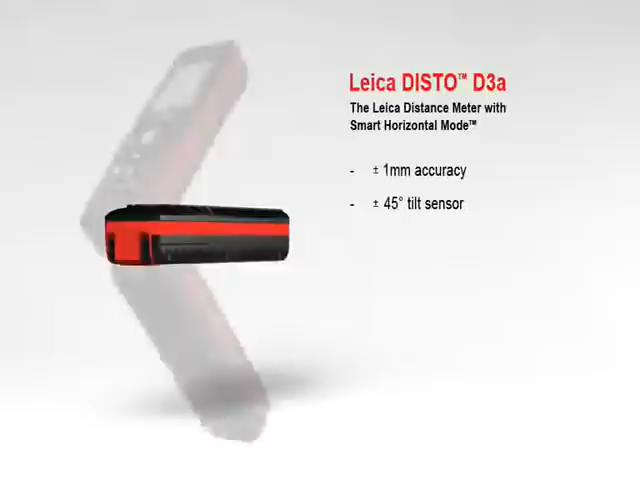 Leica DISTO™ D3a
The Leica Distance Meter with
Smart Horizontal Mode™
- ± 1mm accuracy
- ± 45° tilt sensor